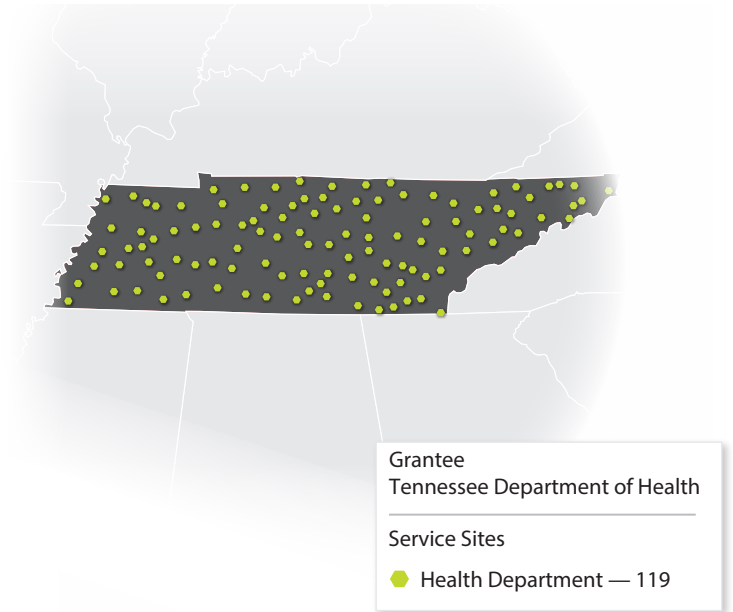 Grantee
Tennessee Department of Health
Service Sites
Health Department — 119